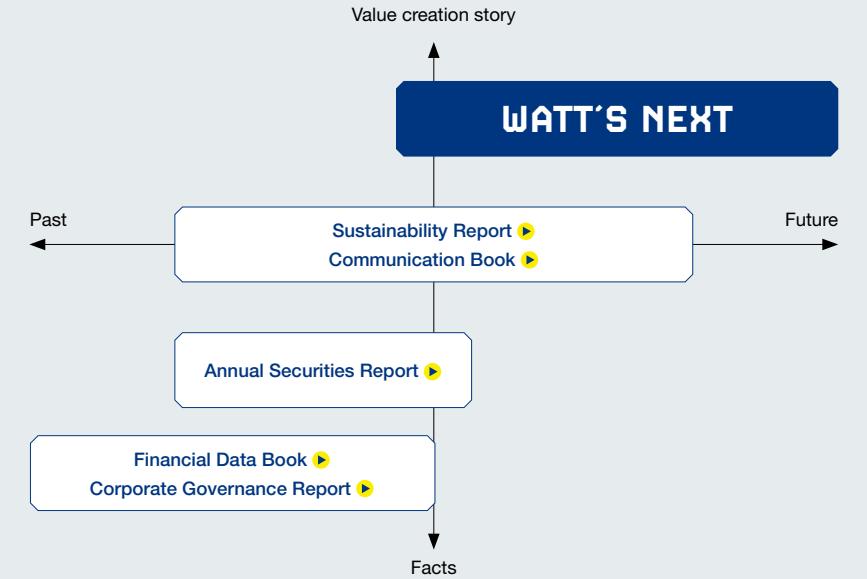 Value creation story
WATT'S NEXT
Past
Future
Sustainability Report
Communication Book
Annual Securities Report
Financial Data Book
Corporate Governance Report
Facts